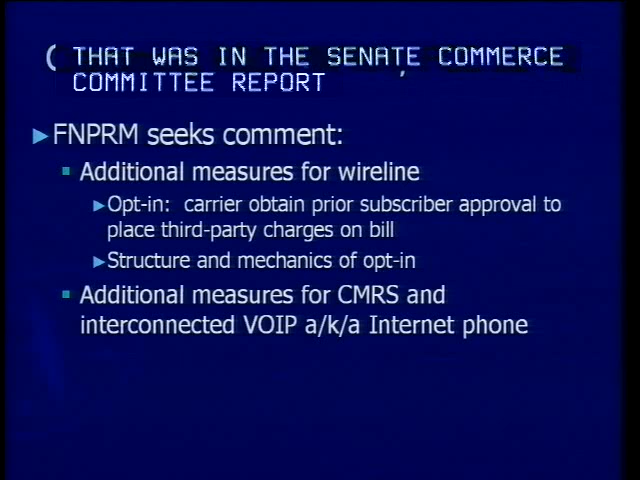 THAT WAS IN THE SENATE COMMERCE
COMMITTEE REPORT
FNPRM seeks comment:
Additional measures for wireline
Opt-in: carrier obtain prior subscriber approval to
place third-party charges on bill
Structure and mechanics of opt-in
Additional measures for CMRS and
interconnected VOIP a/k/a Internet phone